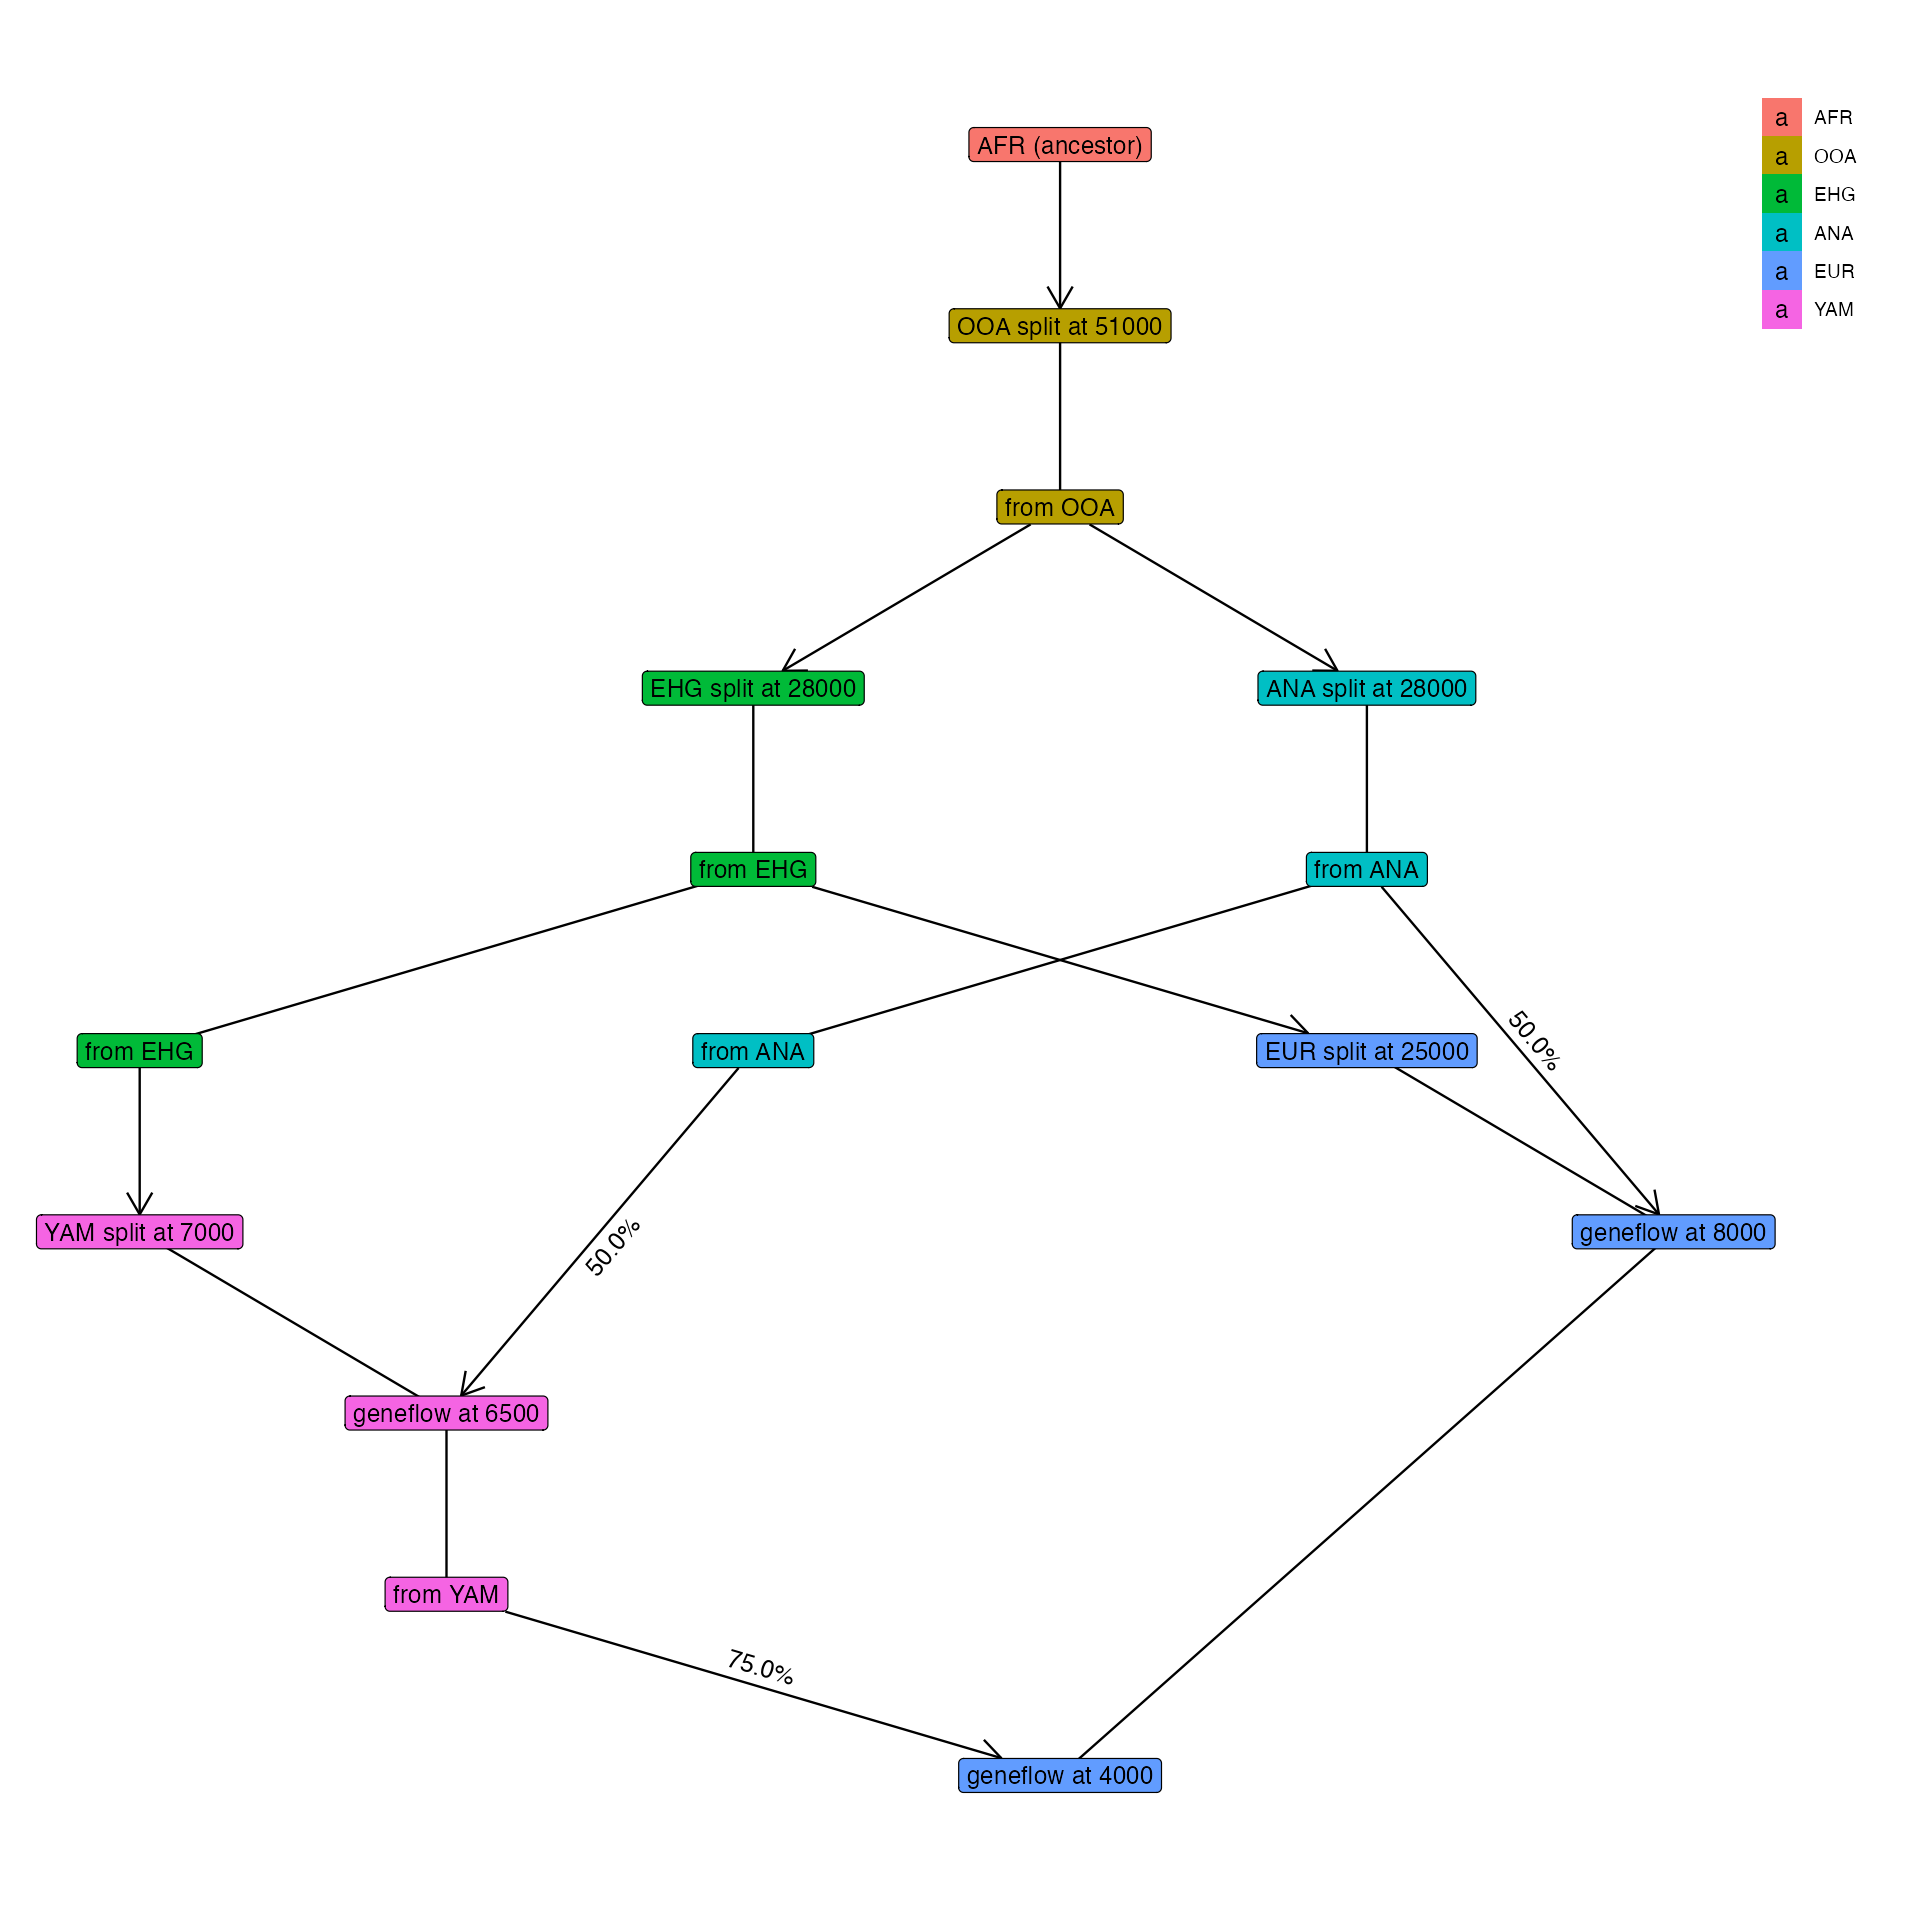 AFR (ancestor)
a AFR
a OOA
a EHG
a ANA
a EUR
a YAM
OOA split at 51000
from OOA
EHG split at 28000
ANA split at 28000
from EHG
from ANA
from EHG
from ANA
EUR split at 25000
50.0%
YAM split at 7000
50.0%
geneflow at 8000
geneflow at 6500
from YAM
75.0%
geneflow at 4000